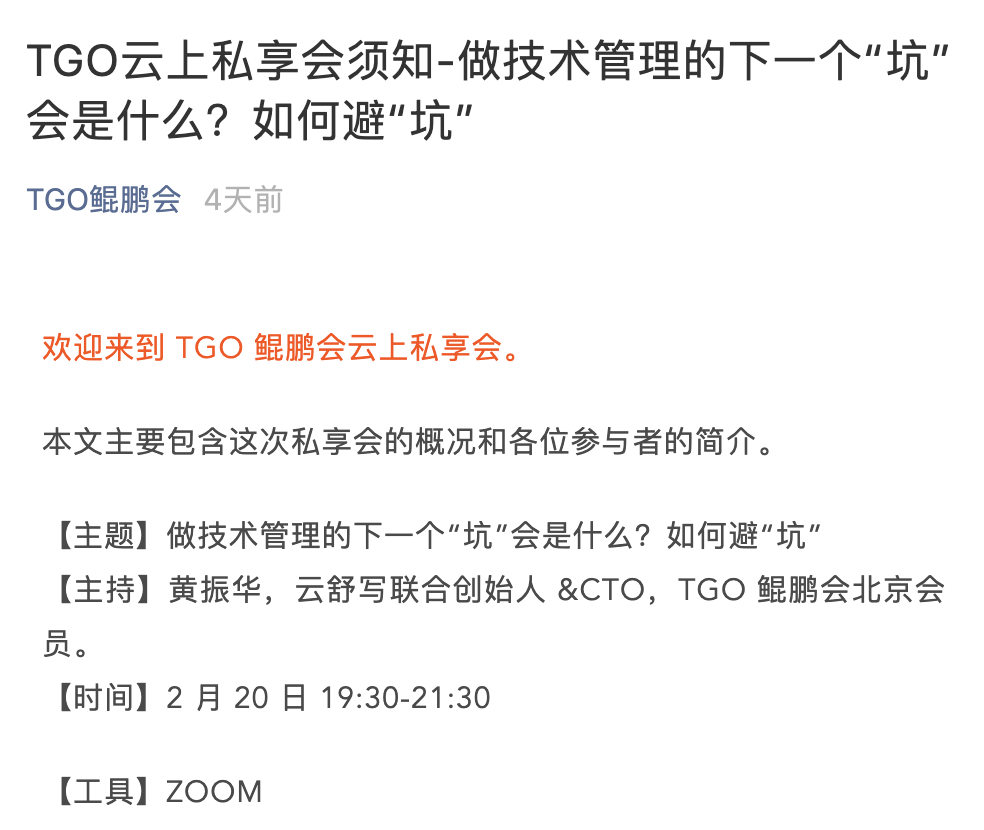 TGO云上私享会须知-做技术管理的下一个“坑”
会是什么？如何避“坑”
TGO鲲鹏会 4天前
欢迎来到 TGO 鲲鹏会云上私享会。
本文主要包含这次私享会的概况和各位参与者的简介。
【主题】做技术管理的下一个“坑”会是什么？如何避“坑”
【主持】黄振华，云舒写联合创始人 &CTO，TGO 鲲鹏会北京会
员。
【时间】2 月 20 日 19:30-21:30
【工具】ZOOM